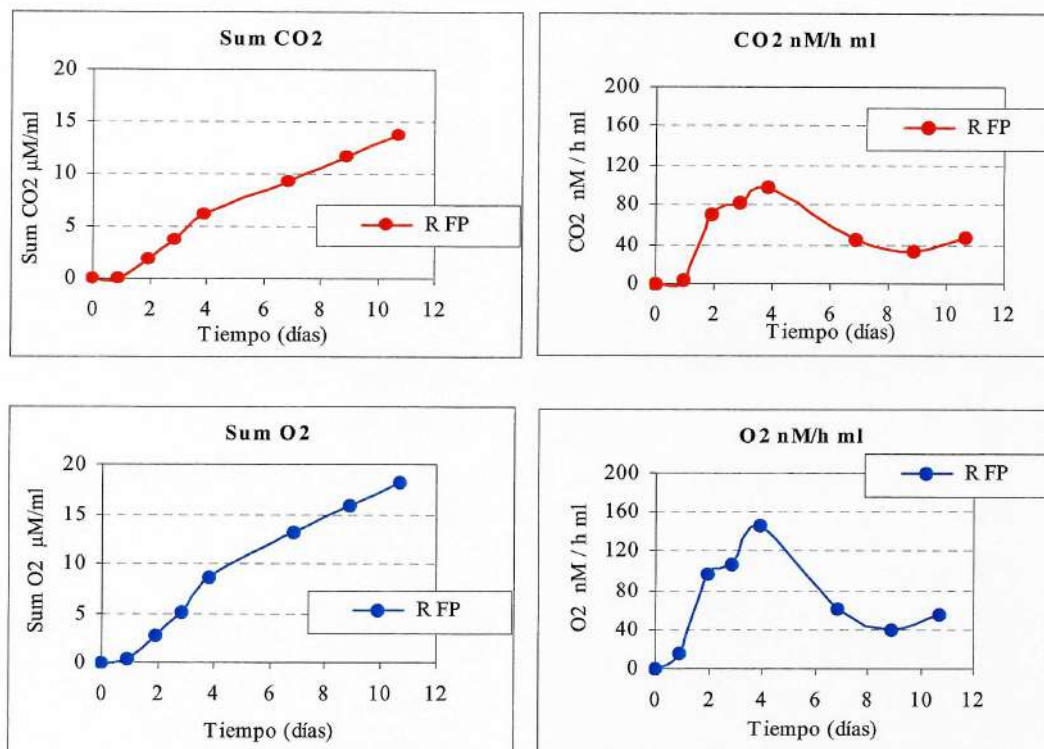 Sum CO2
20
15
10
5
0
Sum CO2 µM/ml
R FP
0 2 4 6 8 10 12
Tiempo (días)
CO2 nM/h ml
200
160
120
80
40
0
CO2 nM / h ml
R FP
0 2 4 6 8 10 12
Tiempo (días)
Sum O2
20
15
10
5
0
Sum O2 µM/ml
R FP
0 2 4 6 8 10 12
Tiempo (días)
O2 nM/h ml
200
160
120
80
40
0
O2 nM / h ml
R FP
0 2 4 6 8 10 12
Tiempo (días)